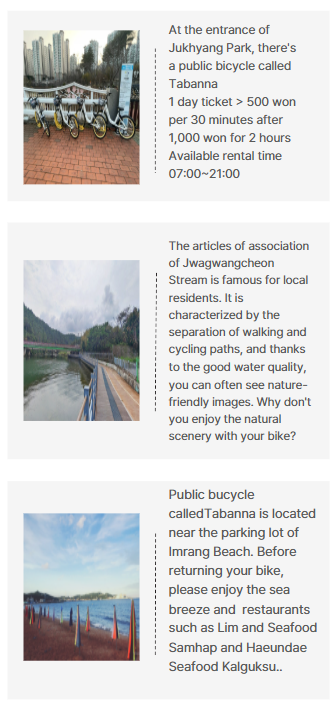 At the entrance of
Jukhyang Park, there's
a public bicycle called
Tabanna
1 day ticket > 500 won
per 30 minutes after
1,000 won for 2 hours
Available rental time
07:00~21:00
The articles of association
of Jwagwangcheon
Stream is famous for local
residents. It is
characterized by the
separation of walking and
cycling paths, and thanks
to the good water quality,
you can often see nature-
friendly images. Why don't
you enjoy the natural
scenery with your bike?
Public bucycle
calledTabanna is located
near the parking lot of
Imrang Beach. Before
returning your bike,
please enjoy the sea
breeze and  restaurants
such as Lim and Seafood
Samhap and Haeundae
Seafood Kalguksu..